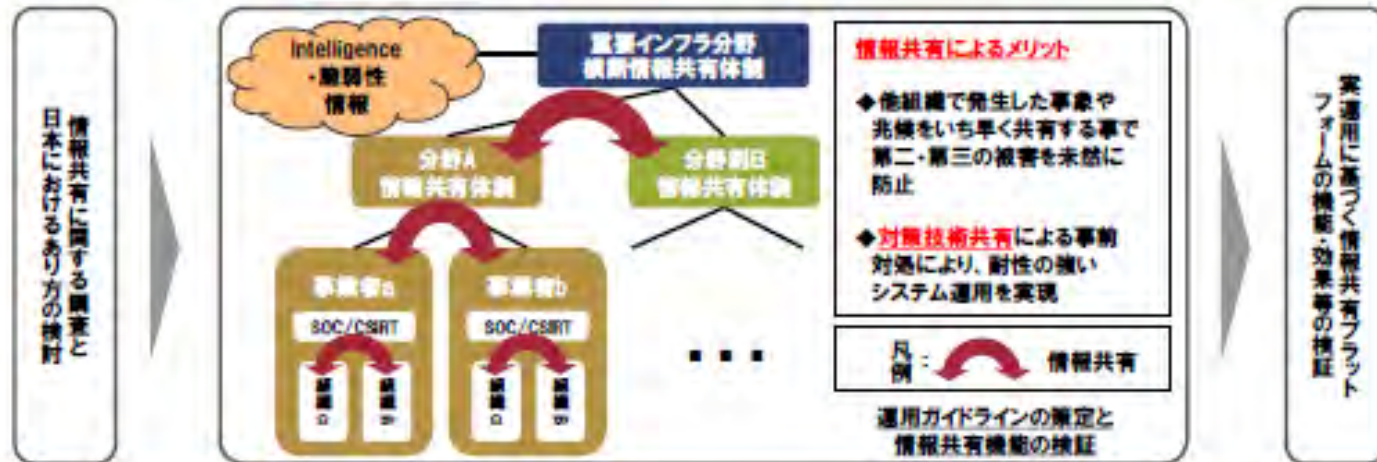 情報共有に関する調査と
日本におけるあり方の検討
Intelligence
・脆弱性
情報
重要インフラ分野
横断情報共有体制
分野A
情報共有体制
分野別B
情報共有体制
事業者a
SOC/CSIRT
組織
組織
事業者b
SOC/CSIRT
組織
組織
・・・
情報共有によるメリット
◆他組織で発生した事象や
兆候をいち早く共有する事で
第二・第三の被害を未然に
防止
◆対策技術共有による事前
対処により、耐性の強い
システム運用を実現
凡例：
情報共有
運用ガイドラインの策定と
情報共有機能の検証
実運用に基づく情報共有プラット
フォームの機能・効果等の検証